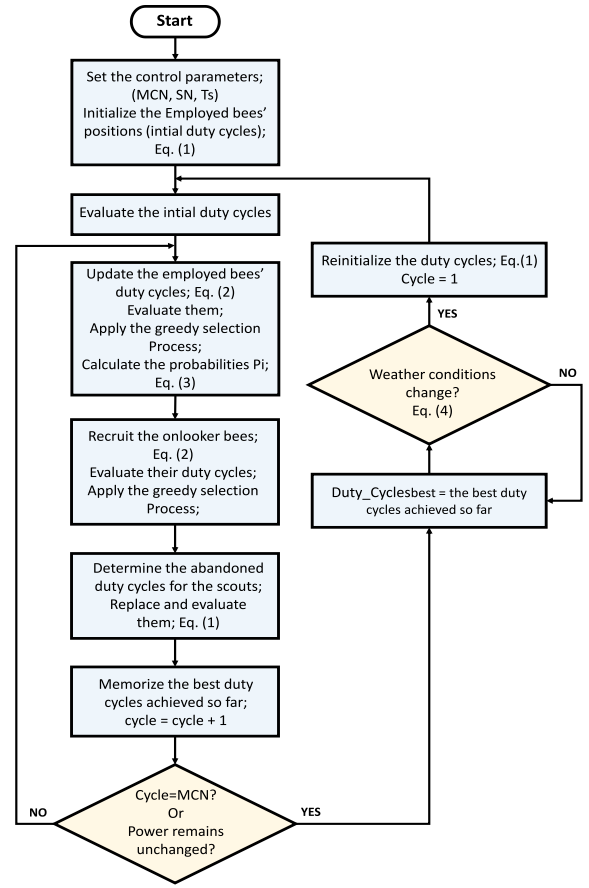 Start
Set the control parameters;
(MCN, SN, Ts)
Initialize the Employed bees'
positions (intial duty cycles);
Eq. (1)
Evaluate the intial duty cycles
Update the employed bees'
duty cycles; Eq. (2)
Evaluate them;
Apply the greedy selection
Process;
Calculate the probabilities Pi;
Eq. (3)
Recruit the onlooker bees;
Eq. (2)
Evaluate their duty cycles;
Apply the greedy selection
Process;
Determine the abandoned
duty cycles for the scouts;
Replace and evaluate
them; Eq. (1)
Memorize the best duty
cycles achieved so far;
cycle = cycle + 1
Cycle=MCN?
Or
Power remains
unchanged?
NO
YES
Duty_Cyclesbest = the best duty
cycles achieved so far
Weather conditions
change?
Eq. (4)
NO
YES
Reinitialize the duty cycles; Eq.(1)
Cycle = 1